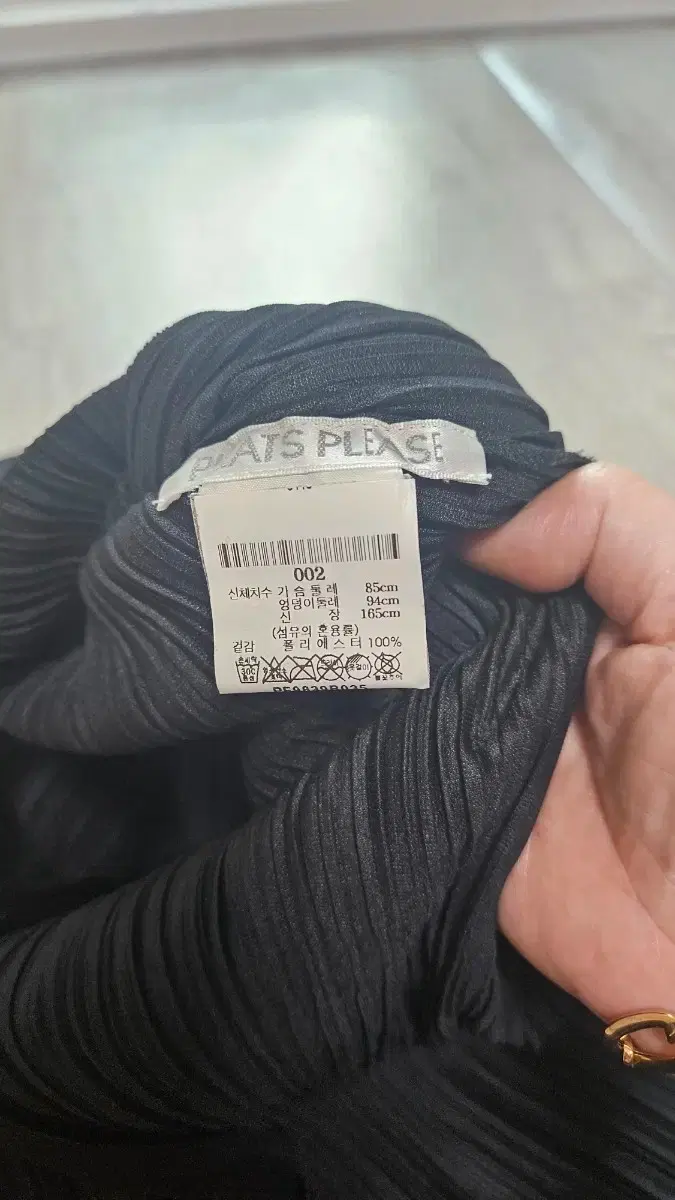 PLEATS PLEASE
002
신체치수 가슴둘레 85cm
엉덩이둘레 94cm
신장 165cm
(섬유의 혼용률)
겉감 폴리에스터 100%
30℃